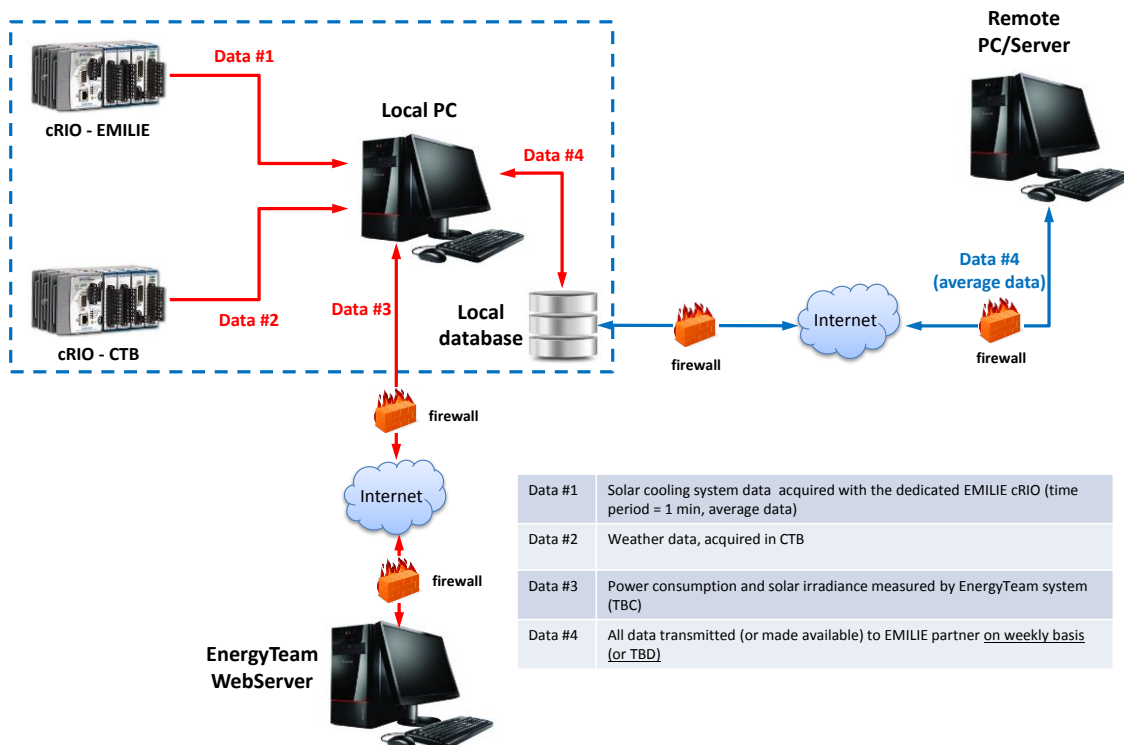 Remote
PC/Server
Data #1
cRIO - EMILIE
Local PC
Data #4
Data #2
cRIO - CTB
Data #3
Local
database
Data #4
(average data)
firewall
Internet
firewall
firewall
Internet
firewall
EnergyTeam
WebServer
Data #1 Solar cooling system data acquired with the dedicated EMILIE cRIO (time
period = 1 min, average data)
Data #2 Weather data, acquired in CTB
Data #3 Power consumption and solar irradiance measured by EnergyTeam system
(TBC)
Data #4 All data transmitted (or made available) to EMILIE partner on weekly basis
(or TBD)